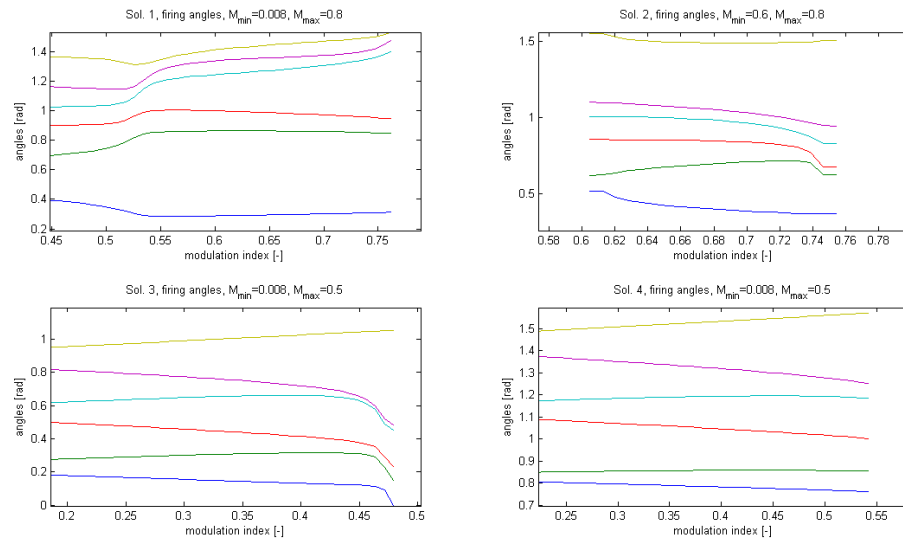 Sol. 1, firing angles, M_min=0.008, M_max=0.8
angles [rad]
1.4
1.2
1
0.8
0.6
0.4
0.2
0.45 0.5 0.55 0.6 0.65 0.7 0.75
modulation index [-]
Sol. 2, firing angles, M_min=0.6, M_max=0.8
angles [rad]
1.5
1
0.5
0.58 0.6 0.62 0.64 0.66 0.68 0.7 0.72 0.74 0.76 0.78
modulation index [-]
Sol. 3, firing angles, M_min=0.008, M_max=0.5
angles [rad]
1
0.8
0.6
0.4
0.2
0
0.2 0.25 0.3 0.35 0.4 0.45 0.5
modulation index [-]
Sol. 4, firing angles, M_min=0.008, M_max=0.5
angles [rad]
1.5
1.4
1.3
1.2
1.1
1
0.9
0.8
0.7
0.25 0.3 0.35 0.4 0.45 0.5 0.55
modulation index [-]